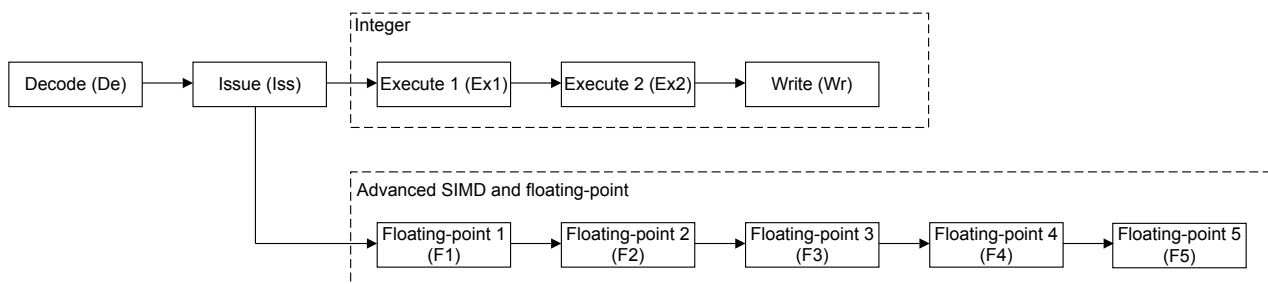 Integer
Decode (De)
Issue (Iss)
Execute 1 (Ex1)
Execute 2 (Ex2)
Write (Wr)
Advanced SIMD and floating-point
Floating-point 1
(F1)
Floating-point 2
(F2)
Floating-point 3
(F3)
Floating-point 4
(F4)
Floating-point 5
(F5)